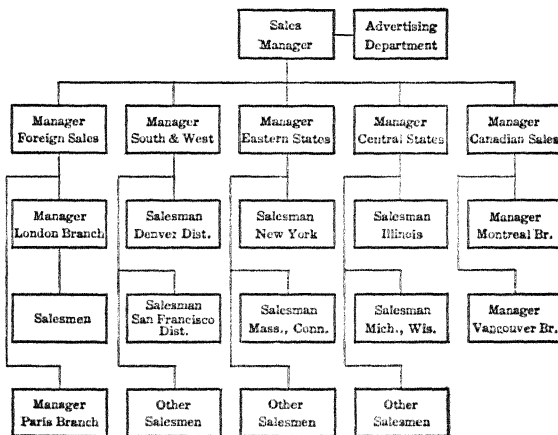 Sales
Manager
Advertising
Department
Manager
Foreign Sales
Manager
South & West
Manager
Eastern States
Manager
Central States
Manager
Canadian Sales
Manager
London Branch
Salesman
Denver Dist.
Salesman
New York
Salesman
Illinois
Manager
Montreal Br.
Salesmen
Salesman
San Francisco
Dist.
Salesman
Mass., Conn.
Salesman
Mich., Wis.
Manager
Vancouver Br.
Manager
Paris Branch
Other
Salesmen
Other
Salesmen
Other
Salesmen